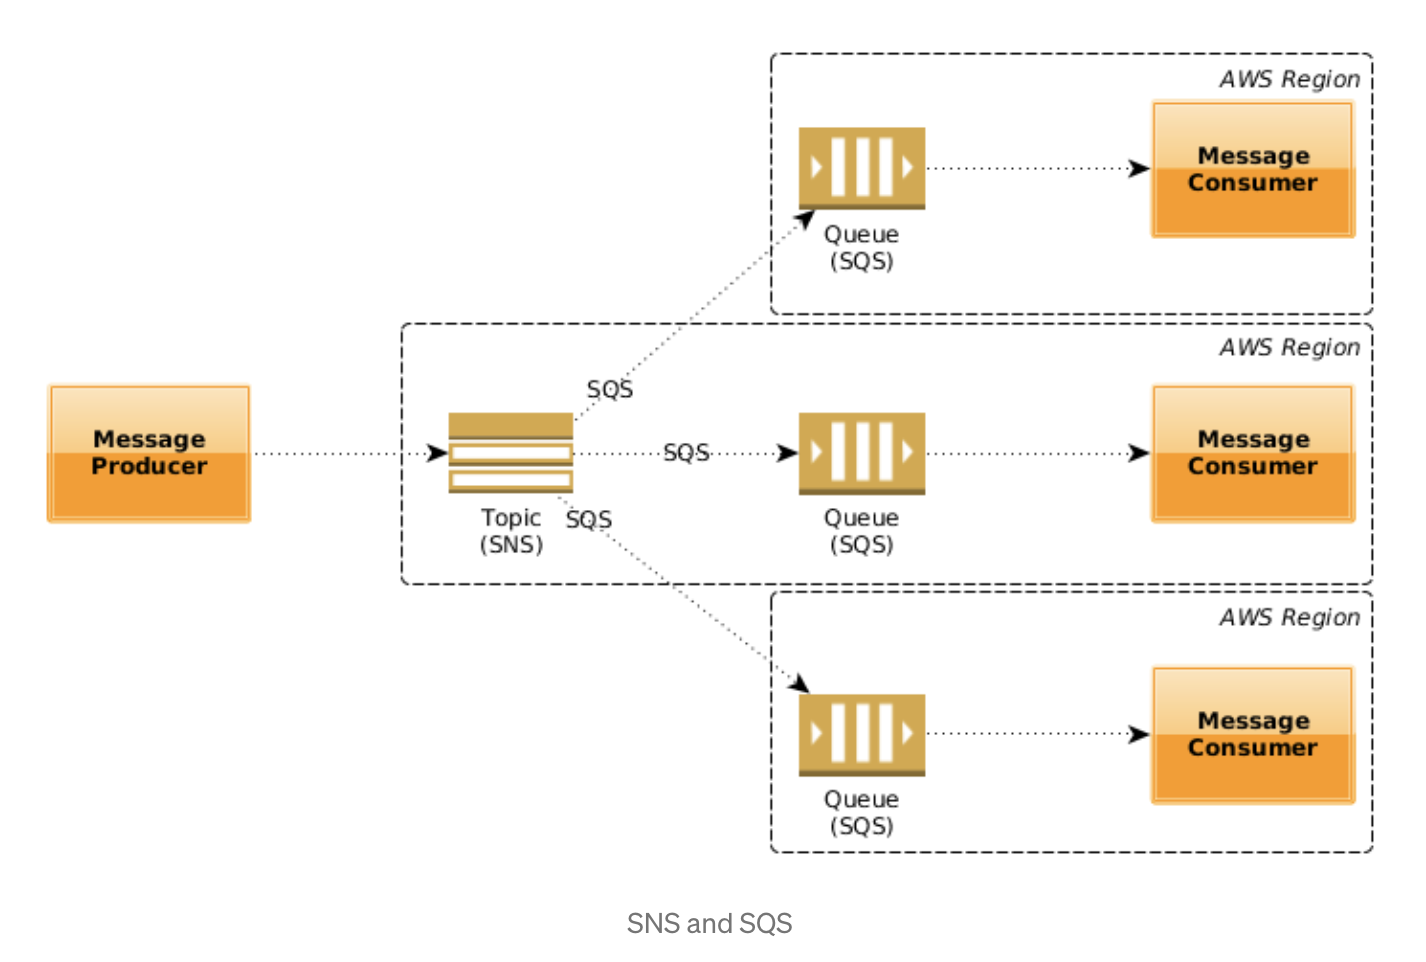 AWS Region
Message
Consumer
Queue
(SQS)
AWS Region
SQS
Message
Producer
SQS
Message
Consumer
Topic
(SNS)
SQS
Queue
(SQS)
AWS Region
Message
Consumer
Queue
(SQS)
SNS and SQS